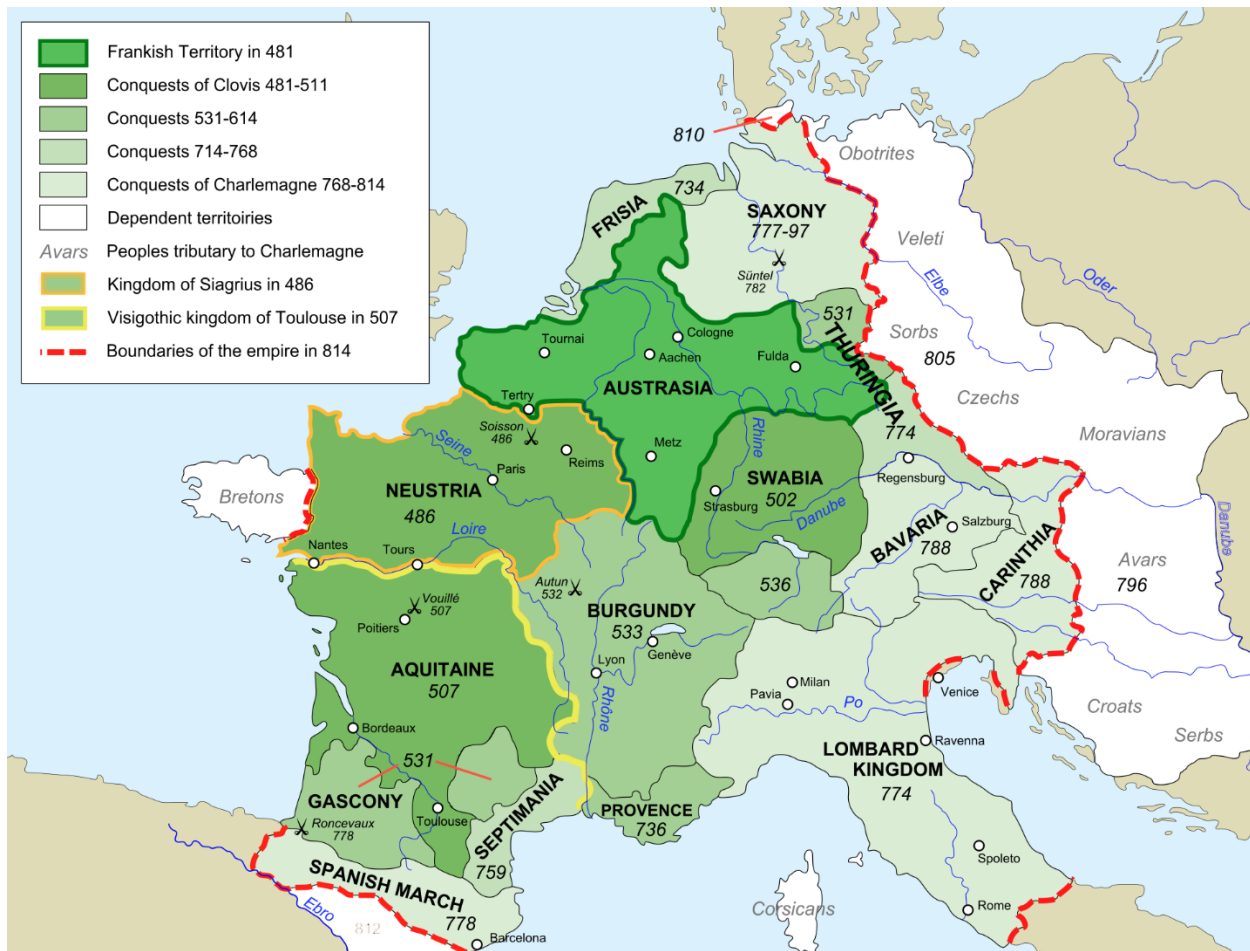 Frankish Territory in 481
Conquests of Clovis 481-511
Conquests 531-614
Conquests 714-768
Conquests of Charlemagne 768-814
Dependent territoiries
Avars Peoples tributary to Charlemagne
Kingdom of Siagrius in 486
Visigothic kingdom of Toulouse in 507
Boundaries of the empire in 814
810
Obotrites
734
FRISIA
SAXONY
777-97
Süntel
782
Veleti
Elbe
Oder
531
THURINGIA
Sorbs
805
Czechs
Moravians
Tournai
Cologne
Aachen
Fulda
AUSTRASIA
Tertry
Soisson
486
Reims
Metz
Rhine
774
Regensburg
Seine
Paris
NEUSTRIA
486
Bretons
Loire
Nantes
Tours
SWABIA
502
Strasburg
Danube
BAVARIA
788
Salzburg
CARINTHIA
788
Avars
796
Danube
Autun
532
Vouillé
507
Poitiers
BURGUNDY
533
536
Genève
Lyon
Rhône
AQUITAINE
507
Bordeaux
Milan
Pavia
Po
Venice
Croats
Serbs
Ravenna
LOMBARD
KINGDOM
774
531
GASCONY
Roncevaux
778
Toulouse
SEPTIMANIA
759
PROVENCE
736
Spoleto
Rome
Corsicans
SPANISH MARCH
778
Ebro
812
Barcelona